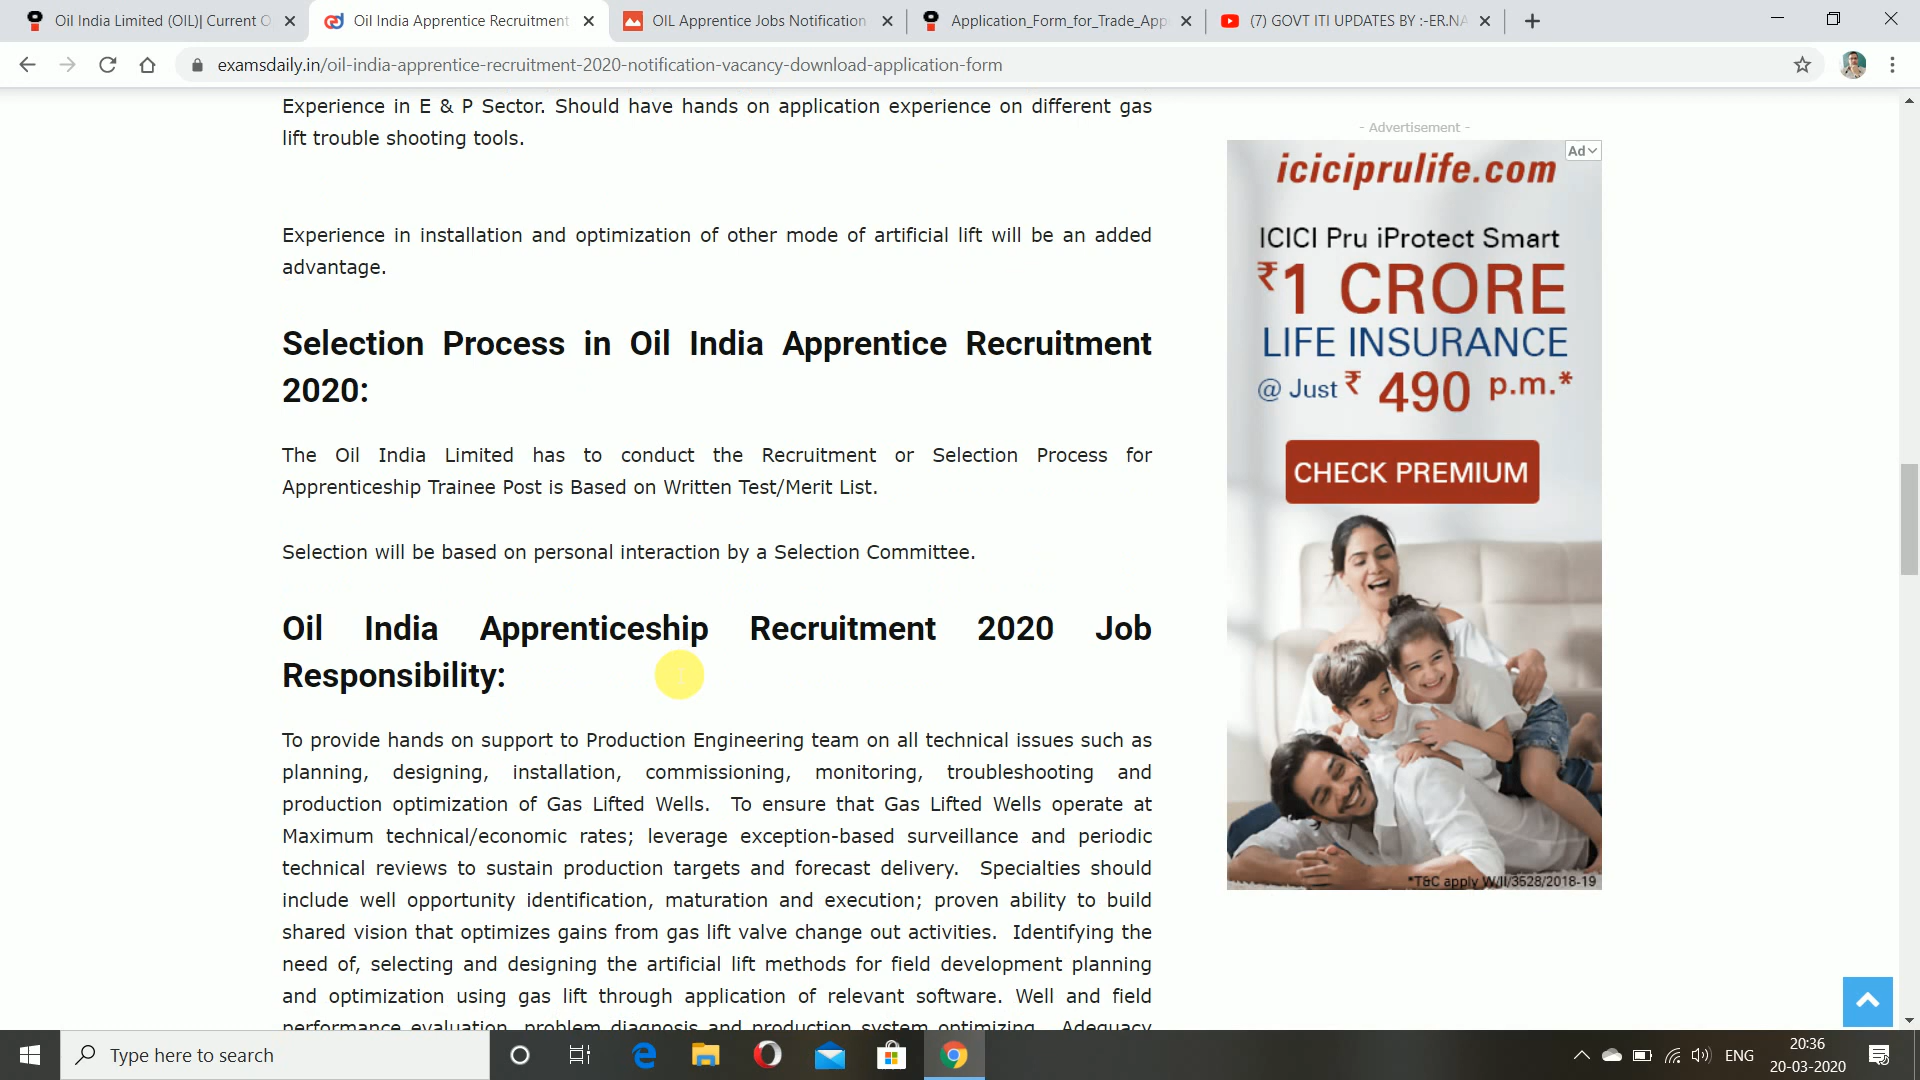 Oil India Limited (OIL)| Current O
Oil India Apprentice Recruitment
OIL Apprentice Jobs Notification
Application_Form_for_Trade_App
(7) GOVT ITI UPDATES BY :-ER.NA
examsdaily.in/oil-india-apprentice-recruitment-2020-notification-vacancy-download-application-form
Experience in E & P Sector. Should have hands on application experience on different gas
lift trouble shooting tools.
Experience in installation and optimization of other mode of artificial lift will be an added
advantage.
Selection Process in Oil India Apprentice Recruitment
2020:
The Oil India Limited has to conduct the Recruitment or Selection Process for
Apprenticeship Trainee Post is Based on Written Test/Merit List.
Selection will be based on personal interaction by a Selection Committee.
Oil India Apprenticeship Recruitment 2020 Job
Responsibility:
To provide hands on support to Production Engineering team on all technical issues such as
planning, designing, installation, commissioning, monitoring, troubleshooting and
production optimization of Gas Lifted Wells. To ensure that Gas Lifted Wells operate at
Maximum technical/economic rates; leverage exception-based surveillance and periodic
technical reviews to sustain production targets and forecast delivery. Specialties should
include well opportunity identification, maturation and execution; proven ability to build
shared vision that optimizes gains from gas lift valve change out activities. Identifying the
need of, selecting and designing the artificial lift methods for field development planning
and optimization using gas lift through application of relevant software. Well and field
performance evaluation, problem diagnosis and production system optimizing. Adequacy
- Advertisement -
Ad
iciciprulife.com
ICICI Pru iProtect Smart
₹1 CRORE
LIFE INSURANCE
@ Just ₹ 490 p.m.*
CHECK PREMIUM
*T&C apply W/II/3528/2018-19
Type here to search
ENG
20:36
20-03-2020